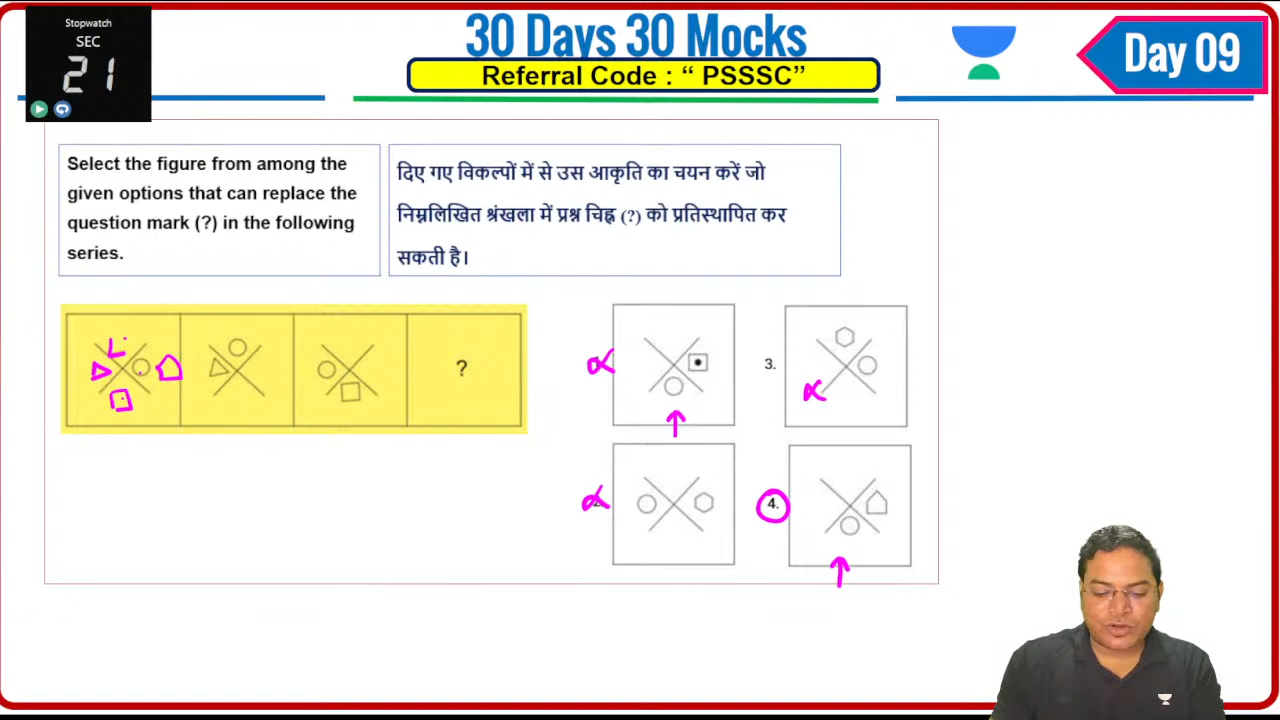 Stopwatch
SEC
21
30 Days 30 Mocks
Referral Code : “ PSSSC”
Day 09
Select the figure from among the
given options that can replace the
question mark (?) in the following
series.
दिए गए विकल्पों में से उस आकृति का चयन करें जो
निम्नलिखित श्रंखला में प्रश्न चिह्न (?) को प्रतिस्थापित कर
सकती है।
?
3.
4.